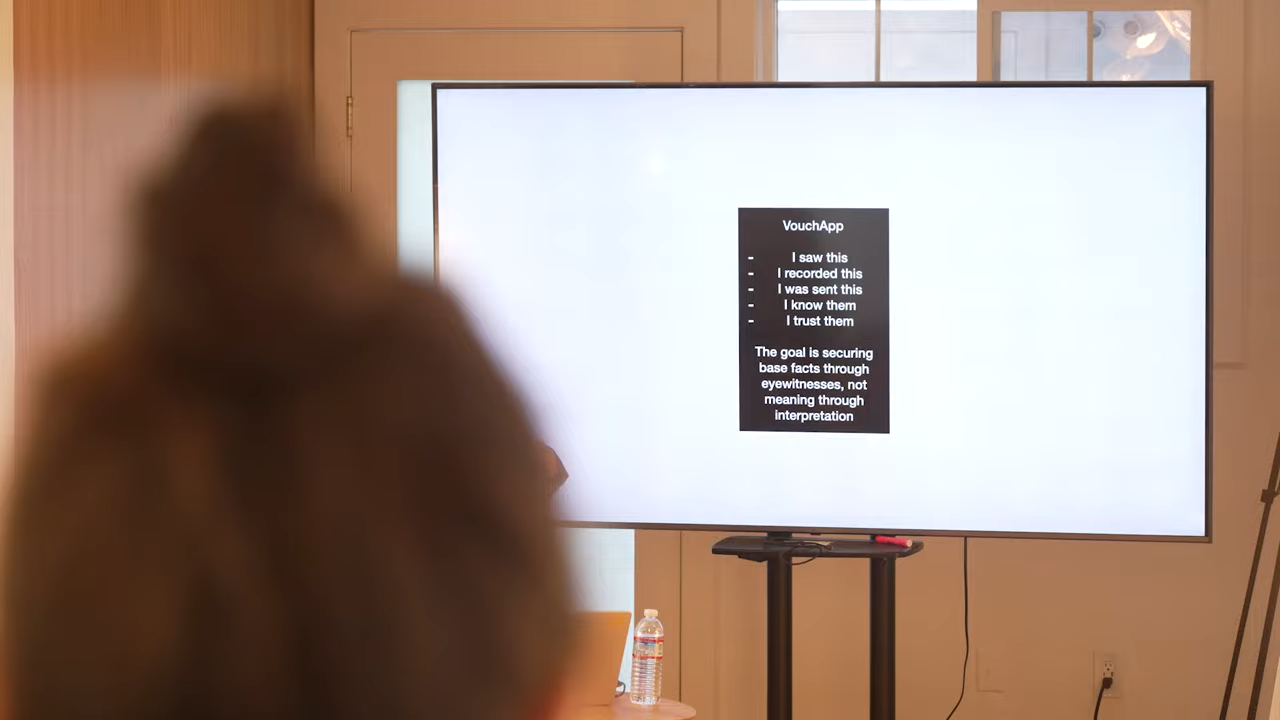 VouchApp
- I saw this
- I recorded this
- I was sent this
- I know them
- I trust them
The goal is securing
base facts through
eyewitnesses, not
meaning through
interpretation